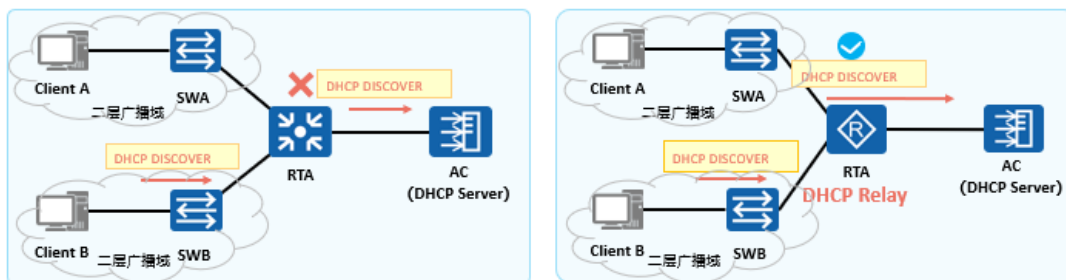 DHCP DISCOVER
Client A
SWA
二层广播域
DHCP DISCOVER
RTA
AC
(DHCP Server)
Client B
二层广播域
SWB
DHCP DISCOVER
Client A
SWA
二层广播域
DHCP DISCOVER
R
RTA
DHCP Relay
AC
(DHCP Server)
Client B
二层广播域
SWB